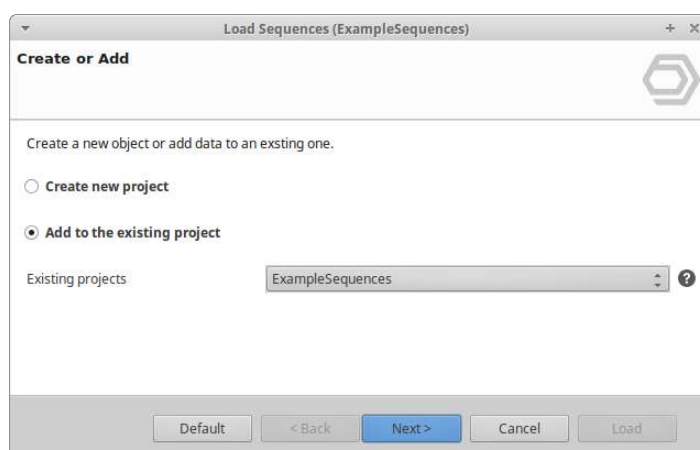 Load Sequences (ExampleSequences)
Create or Add
Create a new object or add data to an exsting one.
Create new project
Add to the existing project
Existing projects ExampleSequences ?
Default < Back Next > Cancel Load